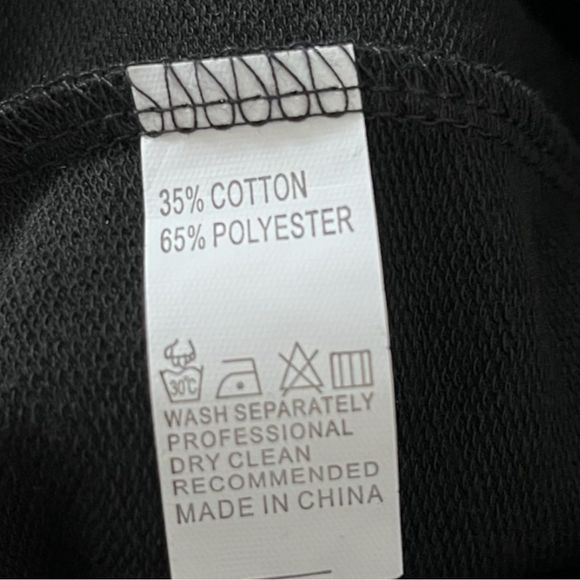 35% COTTON
65% POLYESTER
30℃
WASH SEPARATELY
PROFESSIONAL
DRY CLEAN
RECOMMENDED
MADE IN CHINA